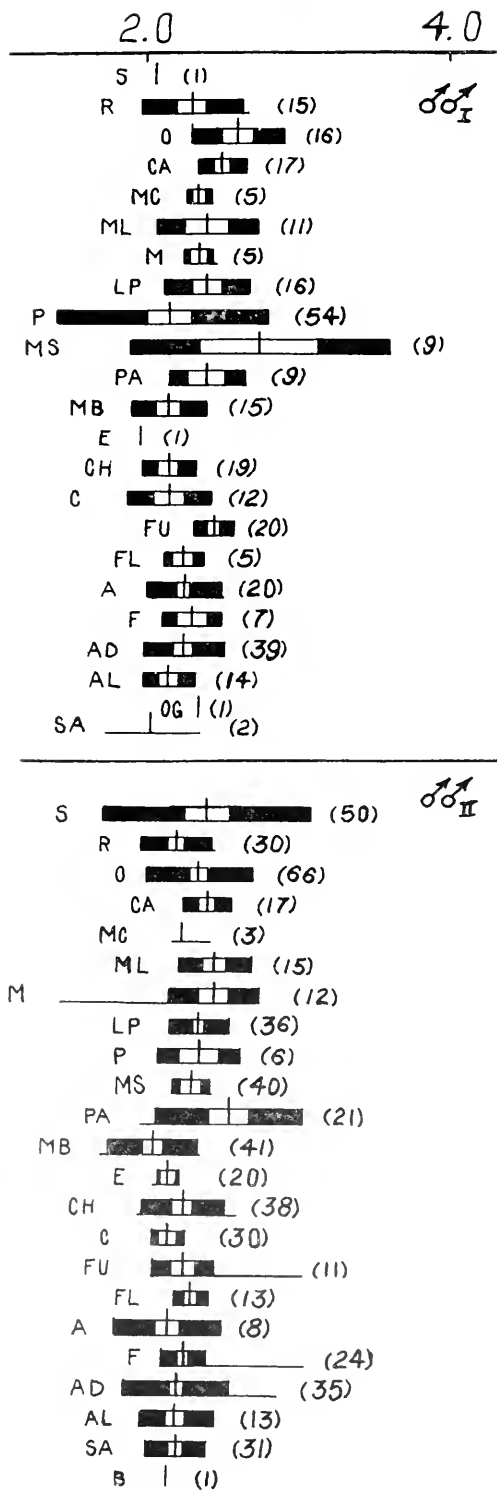 2.0 4.0
S (1)
♂♂I
R (15)
O (16)
CA (17)
MC (5)
ML (11)
M (5)
LP (16)
P (54)
MS (9)
PA (9)
MB (15)
E (1)
CH (19)
C (12)
FU (20)
FL (5)
A (20)
F (7)
AD (39)
AL (14)
OG (1)
SA (2)
♂♂II
S (50)
R (30)
O (66)
CA (17)
MC (3)
ML (15)
M (12)
LP (36)
P (6)
MS (40)
PA (21)
MB (41)
E (20)
CH (38)
C (30)
FU (11)
FL (13)
A (8)
F (24)
AD (35)
AL (13)
SA (31)
B (1)